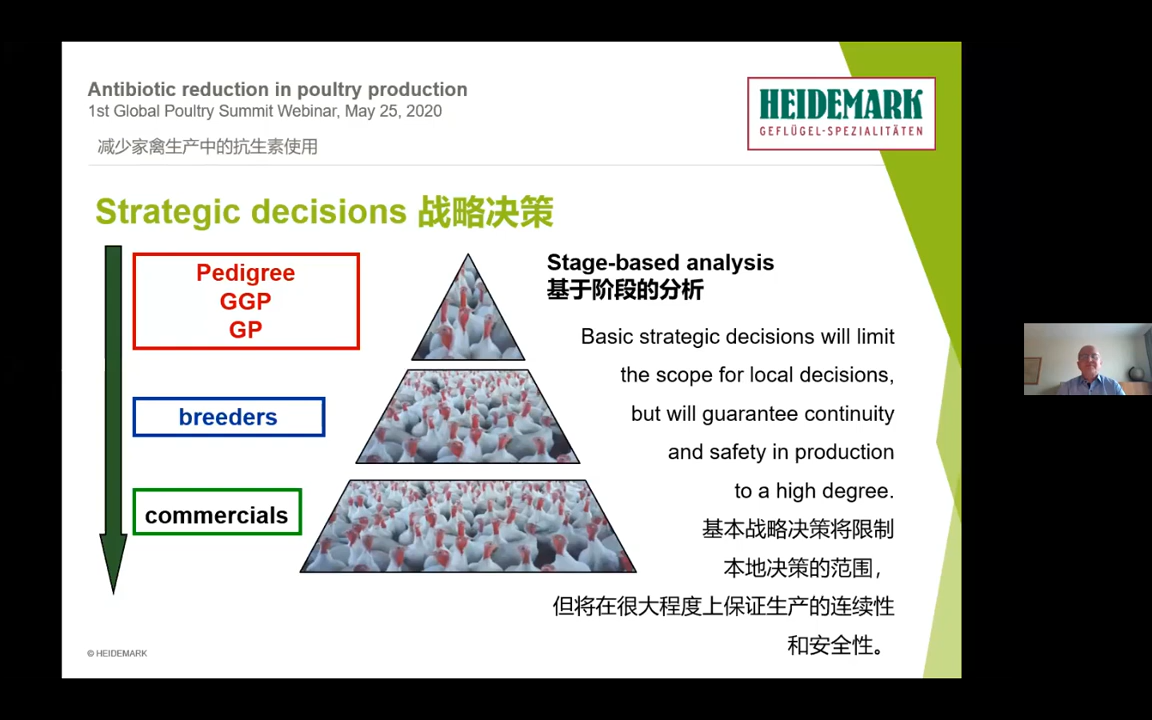 Antibiotic reduction in poultry production
1st Global Poultry Summit Webinar, May 25, 2020
减少家禽生产中的抗生素使用
HEIDEMARK
GEFLÜGEL-SPEZIALITÄTEN
Strategic decisions 战略决策
Pedigree
GGP
GP
breeders
commercials
Stage-based analysis
基于阶段的分析
Basic strategic decisions will limit
the scope for local decisions,
but will guarantee continuity
and safety in production
to a high degree.
基本战略决策将限制
本地决策的范围，
但将在很大程度上保证生产的连续性
和安全性。
© HEIDEMARK